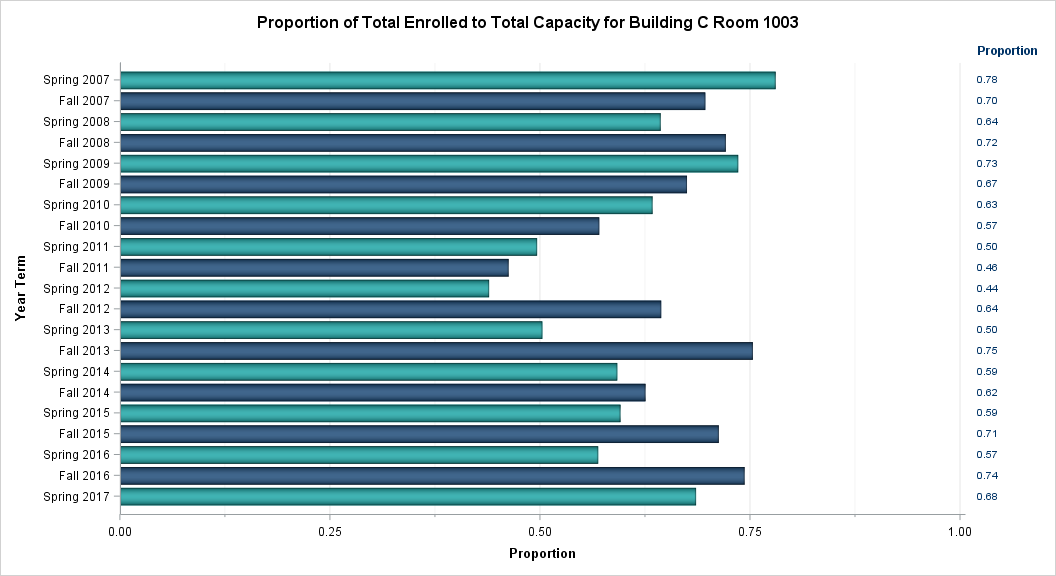 Proportion of Total Enrolled to Total Capacity for Building C Room 1003
Proportion
Spring 2007 0.78
Fall 2007 0.70
Spring 2008 0.64
Fall 2008 0.72
Spring 2009 0.73
Fall 2009 0.67
Spring 2010 0.63
Fall 2010 0.57
Spring 2011 0.50
Fall 2011 0.46
Spring 2012 0.44
Fall 2012 0.64
Spring 2013 0.50
Fall 2013 0.75
Spring 2014 0.59
Fall 2014 0.62
Spring 2015 0.59
Fall 2015 0.71
Spring 2016 0.57
Fall 2016 0.74
Spring 2017 0.68
Year Term
0.00 0.25 0.50 0.75 1.00
Proportion